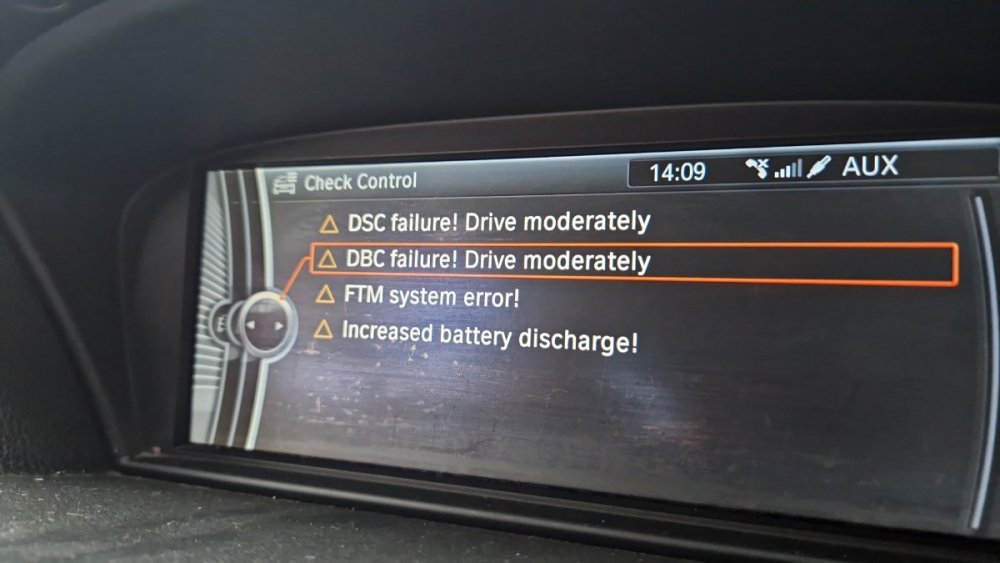 Check Control
14:09 AUX
DSC failure! Drive moderately
DBC failure! Drive moderately
FTM system error!
Increased battery discharge!